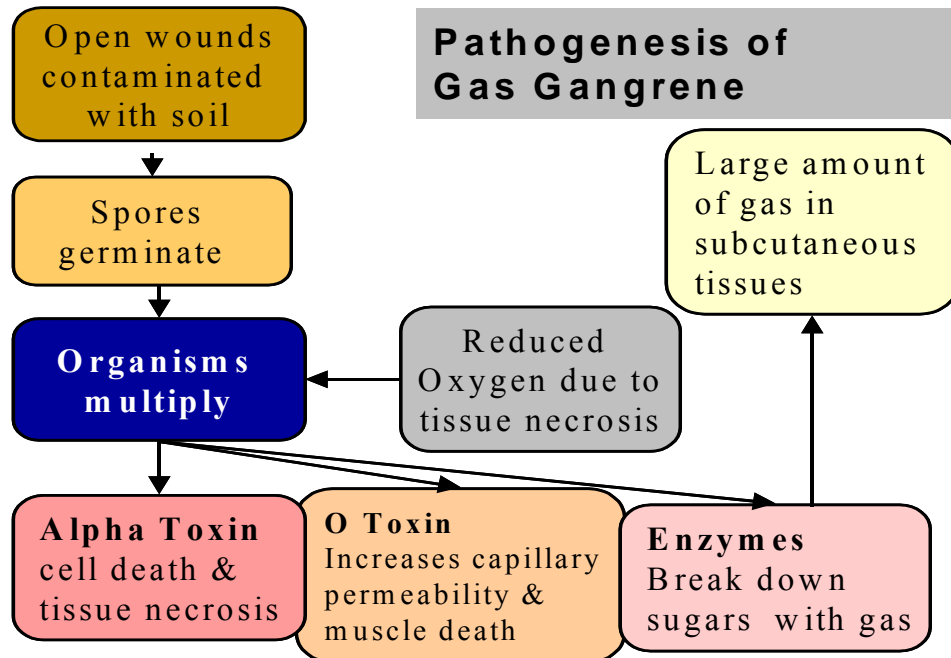 Pathogenesis of
Gas Gangrene
Open wounds
contaminated
with soil
Spores
germinate
Organisms
multiply
Reduced
Oxygen due to
tissue necrosis
Large amount
of gas in
subcutaneous
tissues
Alpha Toxin
cell death &
tissue necrosis
O Toxin
Increases capillary
permeability &
muscle death
Enzymes
Break down
sugars with gas